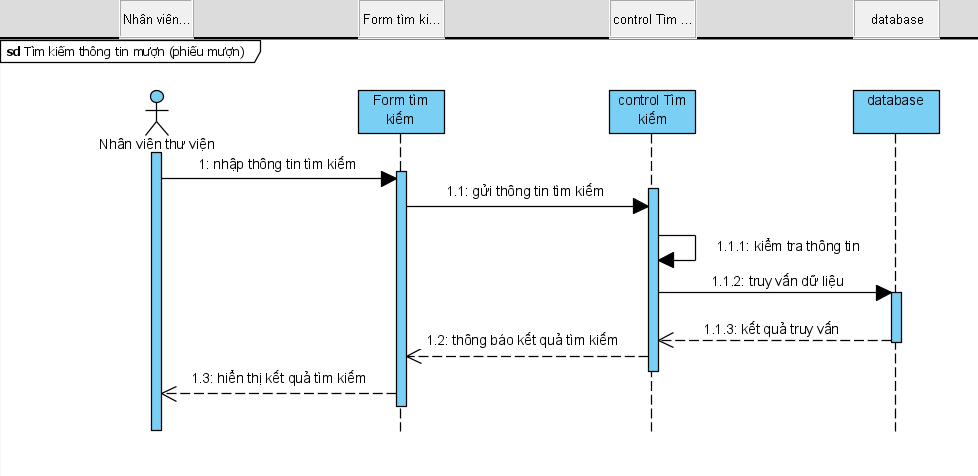 Nhân viên...
Form tìm ki...
control Tìm ...
database
sd Tìm kiếm thông tin mượn (phiếu mượn)
Form tìm
kiếm
control Tìm
kiếm
database
Nhân viên thư viện
1: nhập thông tin tìm kiếm
1.1: gửi thông tin tìm kiếm
1.1.1: kiểm tra thông tin
1.1.2: truy vấn dữ liệu
1.1.3: kết quả truy vấn
1.2: thông báo kết quả tìm kiếm
1.3: hiển thị kết quả tìm kiếm